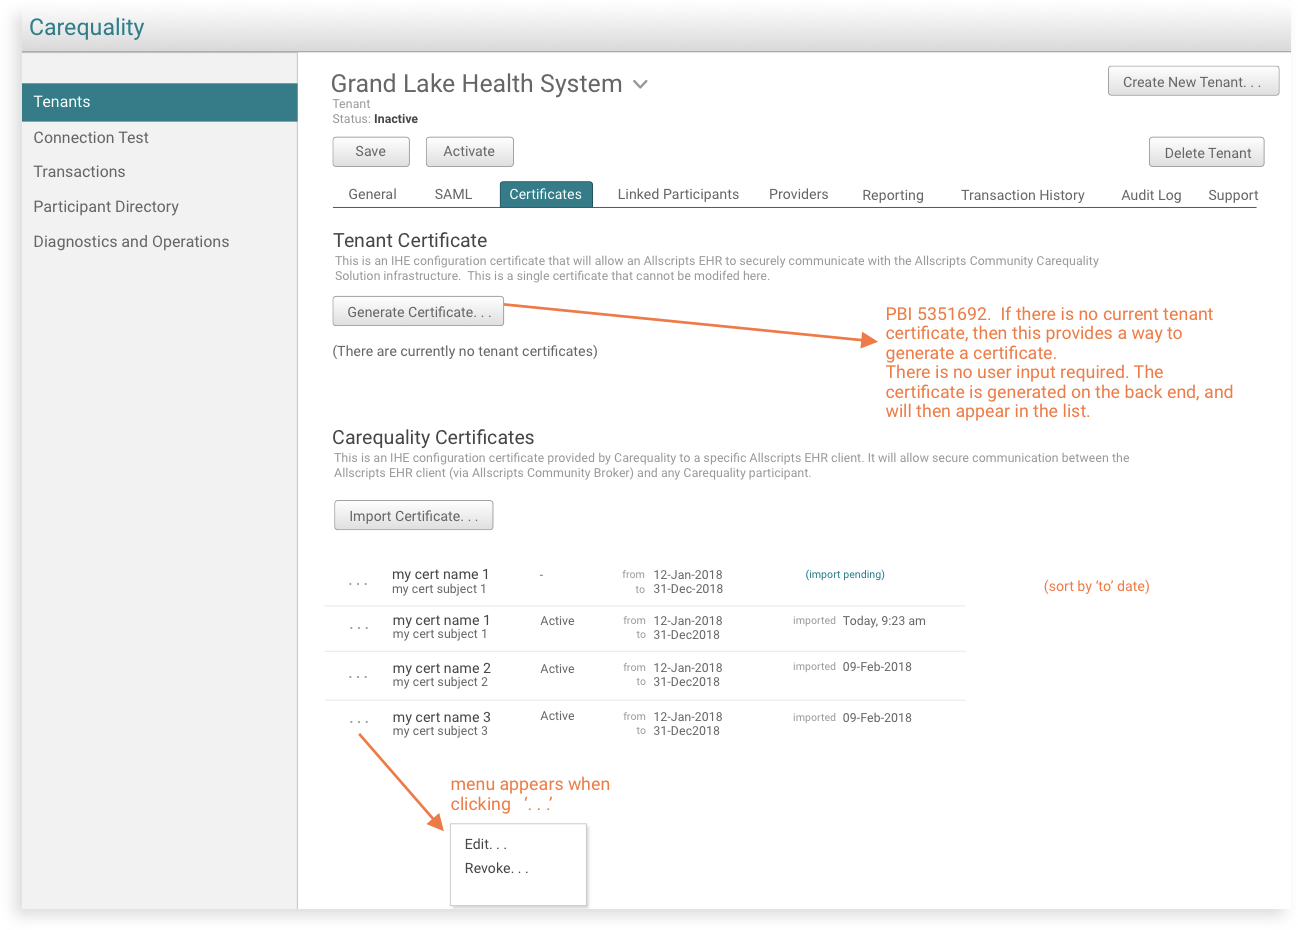 Carequality
Tenants
Connection Test
Transactions
Participant Directory
Diagnostics and Operations
Grand Lake Health System
Tenant
Status: Inactive
Create New Tenant. . .
Save
Activate
Delete Tenant
General
SAML
Certificates
Linked Participants
Providers
Reporting
Transaction History
Audit Log
Support
Tenant Certificate
This is an IHE configuration certificate that will allow an Allscripts EHR to securely communicate with the Allscripts Community Carequality
Solution infrastructure.  This is a single certificate that cannot be modifed here.
Generate Certificate. . .
(There are currently no tenant certificates)
PBI 5351692.  If there is no current tenant
certificate, then this provides a way to
generate a certificate.
There is no user input required. The
certificate is generated on the back end, and
will then appear in the list.
Carequality Certificates
This is an IHE configuration certificate provided by Carequality to a specific Allscripts EHR client. It will allow secure communication between the
Allscripts EHR client (via Allscripts Community Broker) and any Carequality participant.
Import Certificate. . .
. . . my cert name 1 - from 12-Jan-2018 (import pending)
my cert subject 1 to 31-Dec-2018
(sort by ‘to’ date)
. . . my cert name 1 Active from 12-Jan-2018 imported Today, 9:23 am
my cert subject 1 to 31-Dec2018
. . . my cert name 2 Active from 12-Jan-2018 imported 09-Feb-2018
my cert subject 2 to 31-Dec2018
. . . my cert name 3 Active from 12-Jan-2018 imported 09-Feb-2018
my cert subject 3 to 31-Dec2018
menu appears when
clicking ‘. . .’
Edit. . .
Revoke. . .